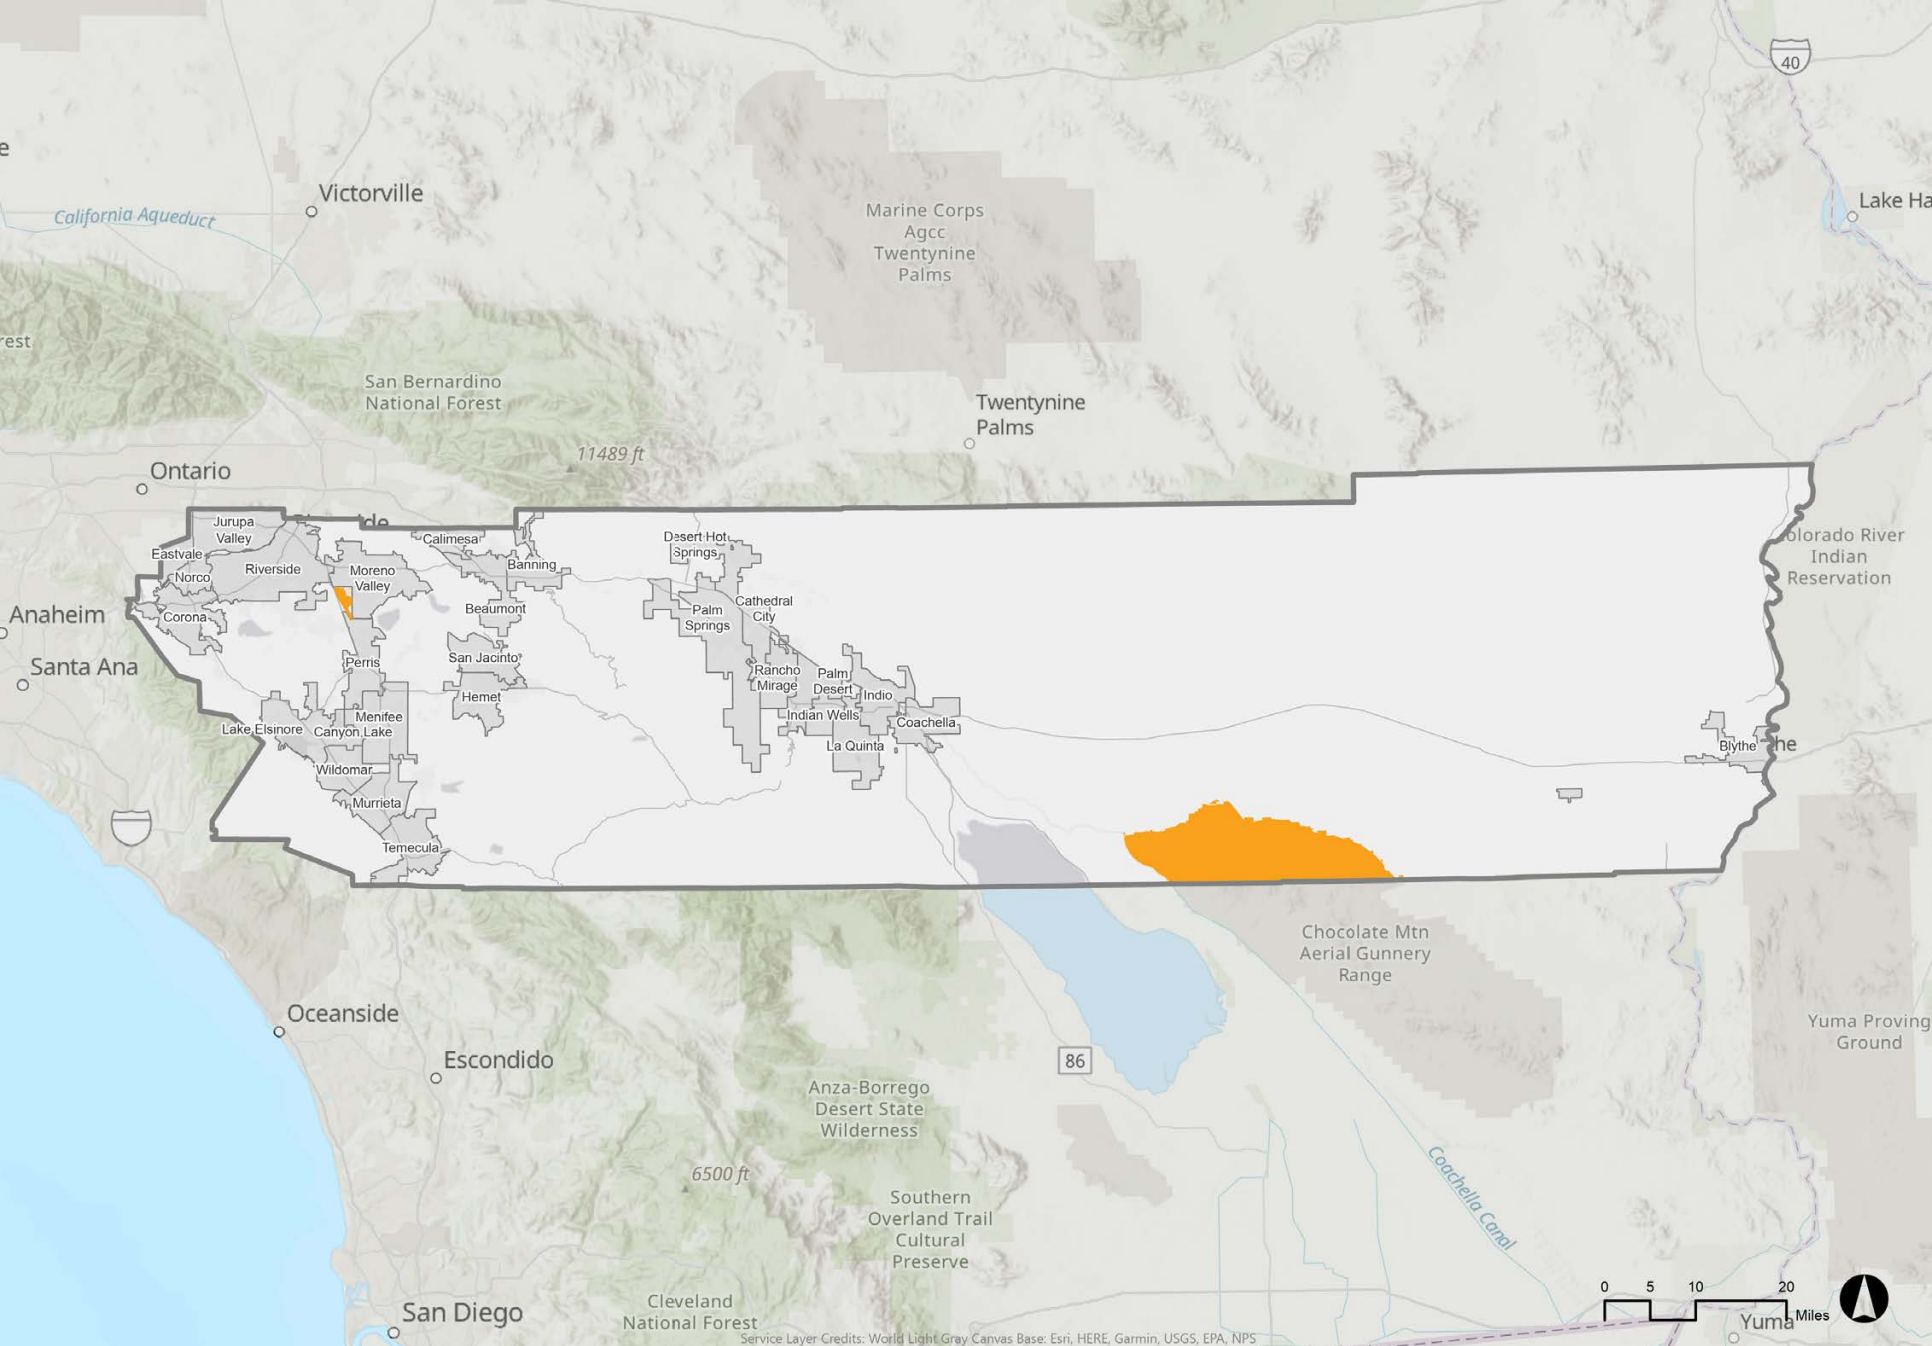 40
e
Victorville
Lake Ha
California Aqueduct
Marine Corps
Agcc
Twentynine
Palms
rest
San Bernardino
National Forest
Twentynine
Palms
11489 ft
Ontario
Jurupa
Valley
Calimesa
Desert Hot
Springs
Eastvale
Banning
Riverside
Moreno
Valley
Norco
Colorado River
Indian
Reservation
Anaheim
Corona
Beaumont
Palm
Springs
Cathedral
City
Santa Ana
Perris
San Jacinto
Rancho
Mirage
Palm
Desert
Hemet
Indio
Lake Elsinore
Menifee
Canyon Lake
Indian Wells
Coachella
La Quinta
Blythe
he
Wildomar
Murrieta
Temecula
Chocolate Mtn
Aerial Gunnery
Range
Oceanside
Yuma Proving
Ground
Escondido
86
Anza-Borrego
Desert State
Wilderness
6500 ft
Coachella Canal
Southern
Overland Trail
Cultural
Preserve
San Diego
Cleveland
National Forest
0 5 10 20
Miles
Yuma
Service Layer Credits: World Light Gray Canvas Base: Esri, HERE, Garmin, USGS, EPA, NPS